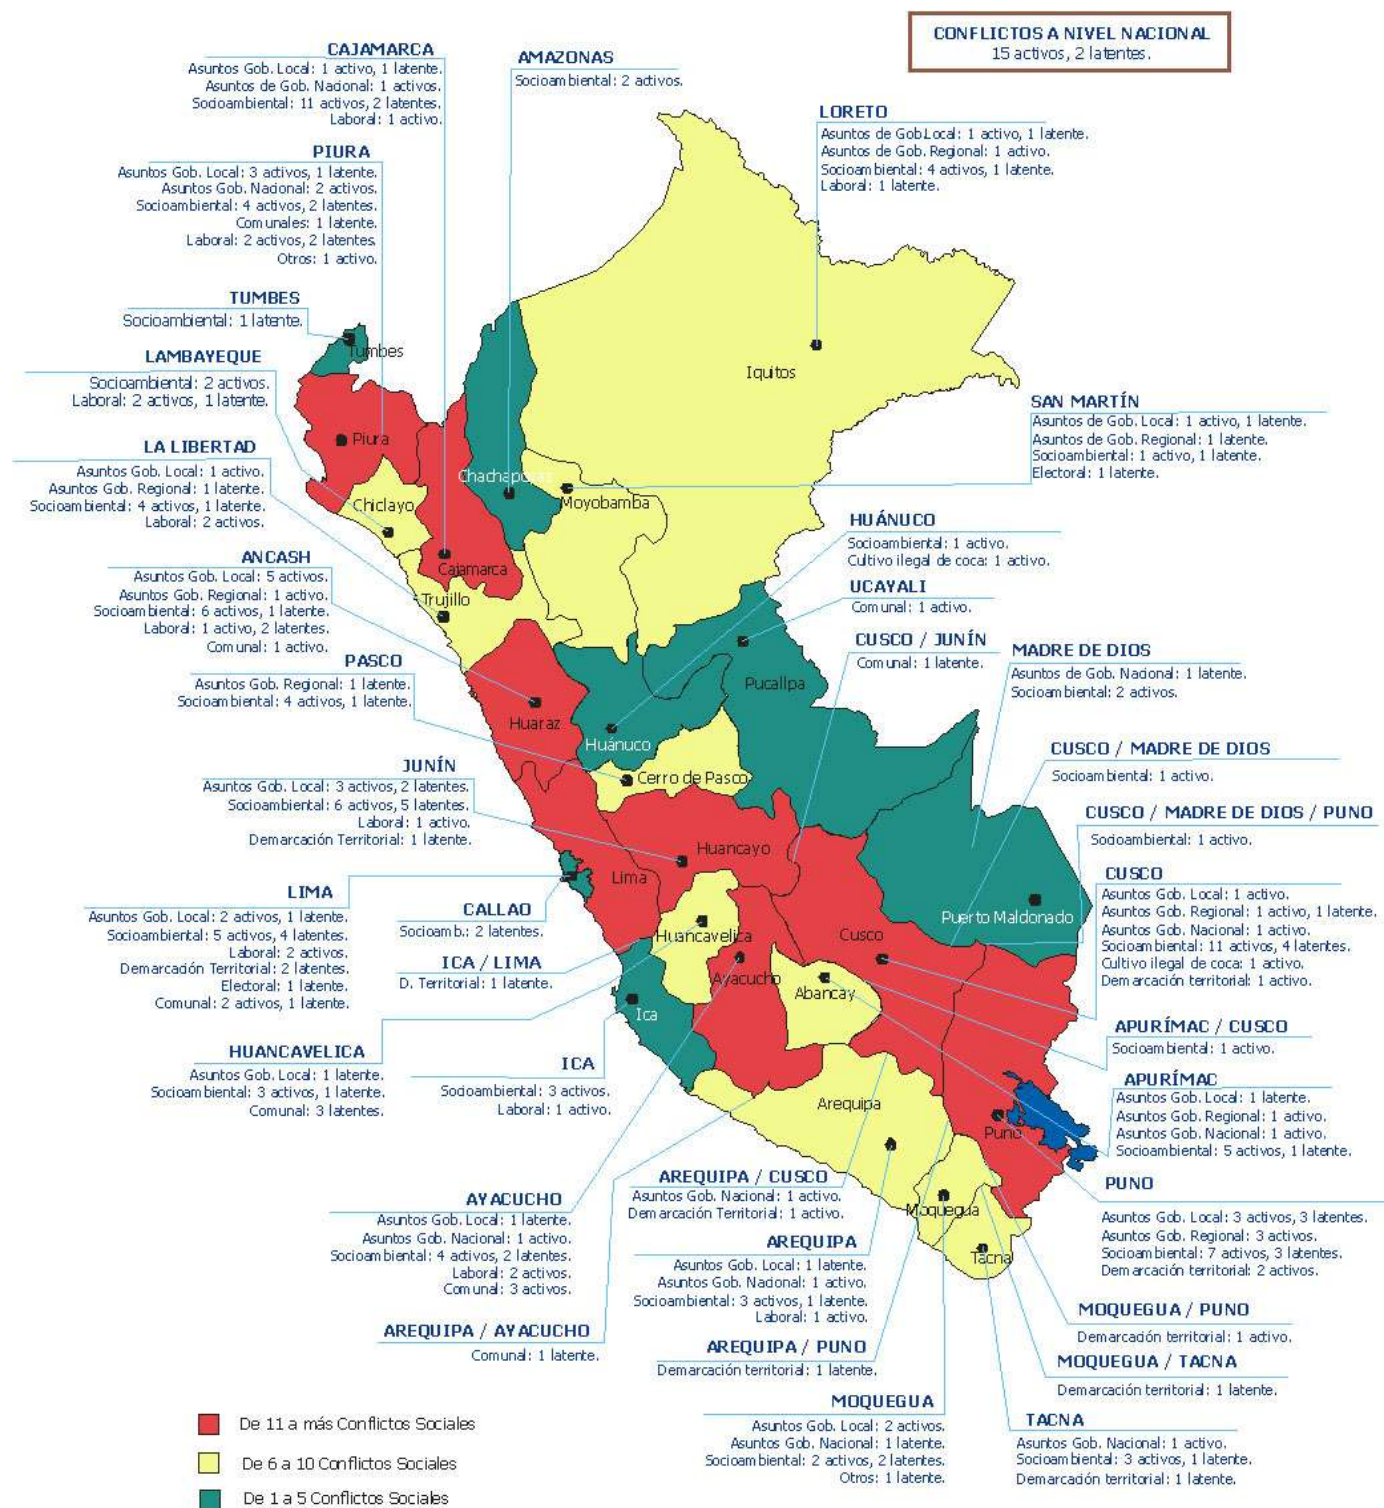 CONFLICTOS A NIVEL NACIONAL
15 activos, 2 latentes.
CAJAMARCA
Asuntos Gob. Local: 1 activo, 1 latente.
Asuntos de Gob. Nacional: 1 activos.
Socioambiental: 11 activos, 2 latentes.
Laboral: 1 activo.
AMAZONAS
Socioambiental: 2 activos.
LORETO
Asuntos de Gob.Local: 1 activo, 1 latente.
Asuntos de Gob. Regional: 1 activo.
Socioambiental: 4 activos, 1 latente.
Laboral: 1 latente.
PIURA
Asuntos Gob. Local: 3 activos, 1 latente.
Asuntos Gob. Nacional: 2 activos.
Socioambiental: 4 activos, 2 latentes.
Comunales: 1 latente.
Laboral: 2 activos, 2 latentes.
Otros: 1 activo.
TUMBES
Socioambiental: 1 latente.
LAMBAYEQUE
Socioambiental: 2 activos.
Laboral: 2 activos, 1 latente.
SAN MARTÍN
Asuntos de Gob. Local: 1 activo, 1 latente.
Asuntos de Gob. Regional: 1 latente.
Socioambiental: 1 activo, 1 latente.
Electoral: 1 latente.
LA LIBERTAD
Asuntos Gob. Local: 1 activo.
Asuntos Gob. Regional: 1 latente.
Socioambiental: 4 activos, 1 latente.
Laboral: 2 activos.
HUÁNUCO
Socioambiental: 1 activo.
Cultivo ilegal de coca: 1 activo.
ANCASH
Asuntos Gob. Local: 5 activos.
Asuntos Gob. Regional: 1 activo.
Socioambiental: 6 activos, 1 latente.
Laboral: 1 activo, 2 latentes.
Comunal: 1 activo.
UCAYALI
Comunal: 1 activo.
CUSCO / JUNÍN
Comunal: 1 latente.
MADRE DE DIOS
Asuntos de Gob. Nacional: 1 latente.
Socioambiental: 2 activos.
PASCO
Asuntos Gob. Regional: 1 latente.
Socioambiental: 4 activos, 1 latente.
CUSCO / MADRE DE DIOS
Socioambiental: 1 activo.
JUNÍN
Asuntos Gob. Local: 3 activos, 2 latentes.
Socioambiental: 6 activos, 5 latentes.
Laboral: 1 activo.
Demarcación Territorial: 1 latente.
CUSCO / MADRE DE DIOS / PUNO
Socioambiental: 1 activo.
CUSCO
Asuntos Gob. Local: 1 activo.
Asuntos Gob. Regional: 1 activo, 1 latente.
Asuntos Gob. Nacional: 1 activo.
Socioambiental: 11 activos, 4 latentes.
Cultivo ilegal de coca: 1 activo.
Demarcación territorial: 1 activo.
LIMA
Asuntos Gob. Local: 2 activos, 1 latente.
Socioambiental: 5 activos, 4 latentes.
Laboral: 2 activos.
Demarcación Territorial: 2 latentes.
Electoral: 1 latente.
Comunal: 2 activos, 1 latente.
CALLAO
Socioamb.: 2 latentes.
ICA / LIMA
D. Territorial: 1 latente.
APURÍMAC / CUSCO
Socioambiental: 1 activo.
HUANCAVELICA
Asuntos Gob. Local: 1 latente.
Socioambiental: 3 activos, 1 latente.
Comunal: 3 latentes.
ICA
Socioambiental: 3 activos.
Laboral: 1 activo.
APURÍMAC
Asuntos Gob. Local: 1 latente.
Asuntos Gob. Regional: 1 activo.
Asuntos Gob. Nacional: 1 activo.
Socioambiental: 5 activos, 1 latente.
AYACUCHO
Asuntos Gob. Local: 1 latente.
Asuntos Gob. Nacional: 1 activo.
Socioambiental: 4 activos, 2 latentes.
Laboral: 2 activos.
Comunal: 3 activos.
AREQUIPA / CUSCO
Asuntos Gob. Nacional: 1 activo.
Demarcación Territorial: 1 activo.
PUNO
Asuntos Gob. Local: 3 activos, 3 latentes.
Asuntos Gob. Regional: 3 activos.
Socioambiental: 7 activos, 3 latentes.
Demarcación territorial: 2 activos.
AREQUIPA
Asuntos Gob. Local: 1 latente.
Asuntos Gob. Nacional: 1 activo.
Socioambiental: 3 activos, 1 latente.
Laboral: 1 activo.
AREQUIPA / AYACUCHO
Comunal: 1 latente.
AREQUIPA / PUNO
Demarcación territorial: 1 latente.
MOQUEGUA / PUNO
Demarcación territorial: 1 activo.
MOQUEGUA / TACNA
Demarcación territorial: 1 latente.
MOQUEGUA
Asuntos Gob. Local: 2 activos.
Asuntos Gob. Nacional: 1 latente.
Socioambiental: 2 activos, 2 latentes.
Otros: 1 latente.
TACNA
Asuntos Gob. Nacional: 1 activo.
Socioambiental: 3 activos, 1 latente.
Demarcación territorial: 1 latente.
Tumbes
Iquitos
Piura
Chachapoyas
Moyobamba
Chiclayo
Cajamarca
Trujillo
Pucallpa
Huaraz
Huánuco
Cerro de Pasco
Huancayo
Lima
Puerto Maldonado
Huancavelica
Cusco
Ayacucho
Abancay
Ica
Arequipa
Puno
Moquegua
Tacna
De 11 a más Conflictos Sociales
De 6 a 10 Conflictos Sociales
De 1 a 5 Conflictos Sociales